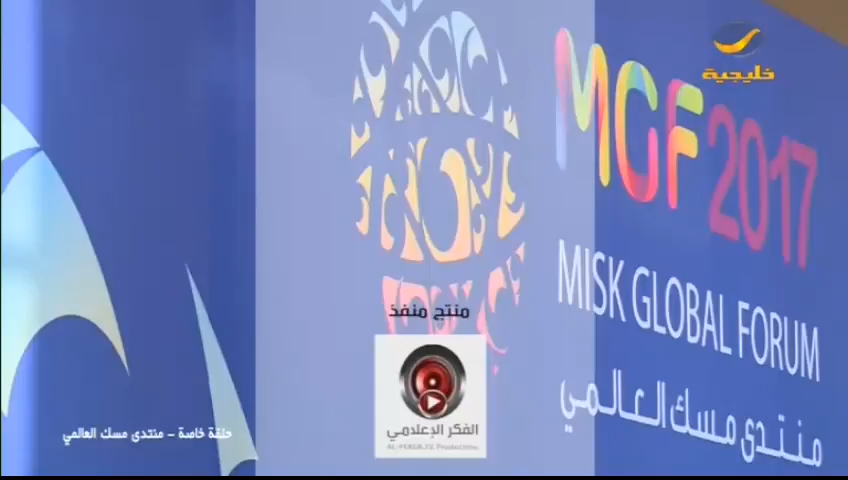 خليجية
MGF 2017
MISK GLOBAL FORUM
منتدى مسك العالمي
منتج منفذ
الفكر الإعلامي
حلقة خاصة - منتدى مسك العالمي